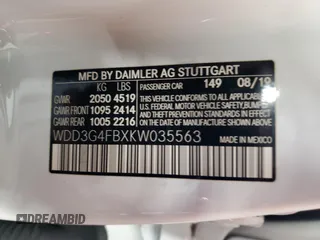 MFD BY DAIMLER AG STUTTGART
KG LBS PASSENGER CAR 149 08/19
GVWR 2050 4519
GAWR FRONT 1095 2414
GAWR REAR 1005 2216
THIS VEHICLE CONFORMS TO ALL APPLICABLE
U.S. FEDERAL MOTOR VEHICLE SAFETY, BUMPER,
AND THEFT PREVENTION STANDARDS IN EFFECT
ON THE DATE OF MANUFACTURE SHOWN ABOVE.
WDD3G4FBXKW035563
MADE IN MEXICO
DREAMBID